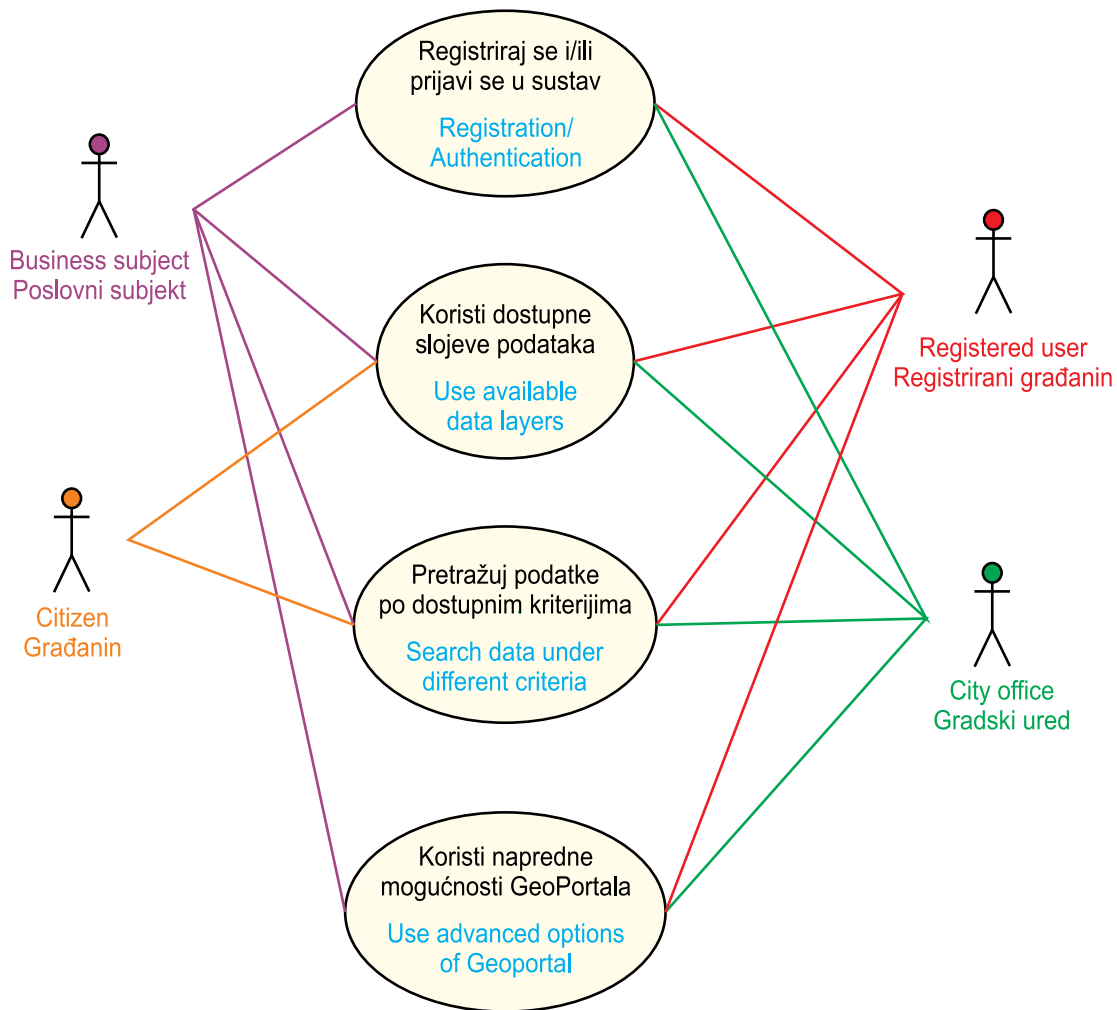 Registriraj se i/ili
prijavi se u sustav
Registration/
Authentication
Business subject
Poslovni subjekt
Koristi dostupne
slojeve podataka
Use available
data layers
Registered user
Registrirani građanin
Citizen
Građanin
Pretražuj podatke
po dostupnim kriterijima
Search data under
different criteria
City office
Gradski ured
Koristi napredne
mogućnosti GeoPortala
Use advanced options
of Geoportal